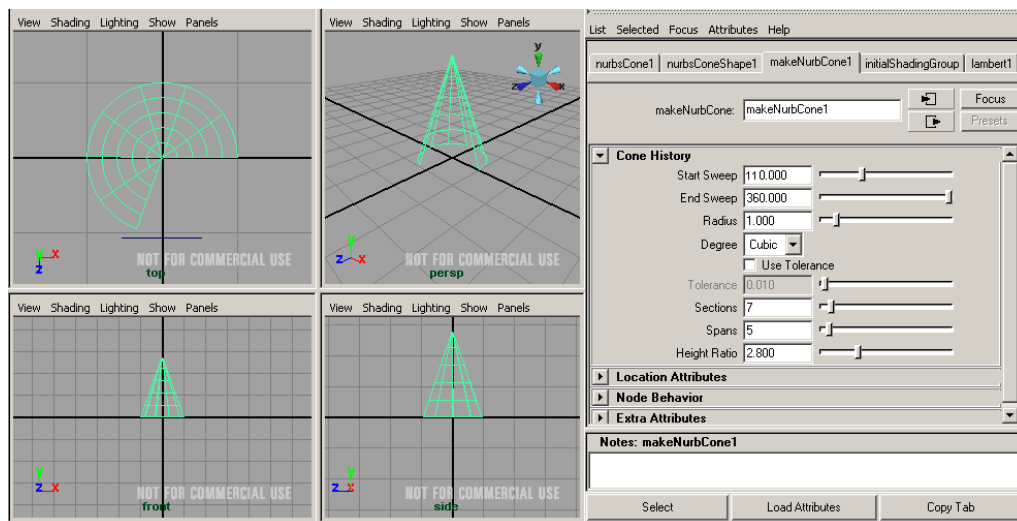 View Shading Lighting Show Panels
y
x
z
Y X
Z
NOT FOR COMMERCIAL USE
top
View Shading Lighting Show Panels
y
z
x
Y
Z X
NOT FOR COMMERCIAL USE
persp
View Shading Lighting Show Panels
Y
Z X
NOT FOR COMMERCIAL USE
front
View Shading Lighting Show Panels
Y
X Z
NOT FOR COMMERCIAL USE
side
List Selected Focus Attributes Help
nurbsCone1 nurbsConeShape1 makeNurbCone1 initialShadingGroup lambert1
makeNurbCone: makeNurbCone1
Focus
Presets
Cone History
Start Sweep 110.000
End Sweep 360.000
Radius 1.000
Degree Cubic
Use Tolerance
Tolerance 0.010
Sections 7
Spans 5
Height Ratio 2.800
Location Attributes
Node Behavior
Extra Attributes
Notes: makeNurbCone1
Select Load Attributes Copy Tab